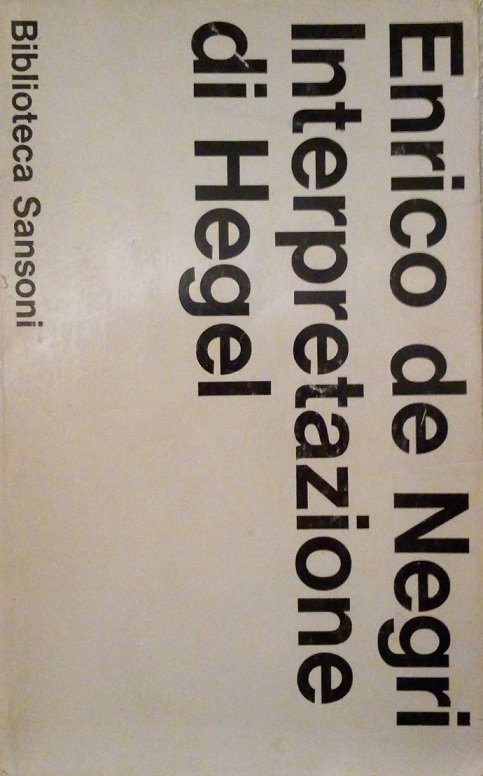 Enrico de Negri
Interpretazione
di Hegel
Biblioteca Sansoni